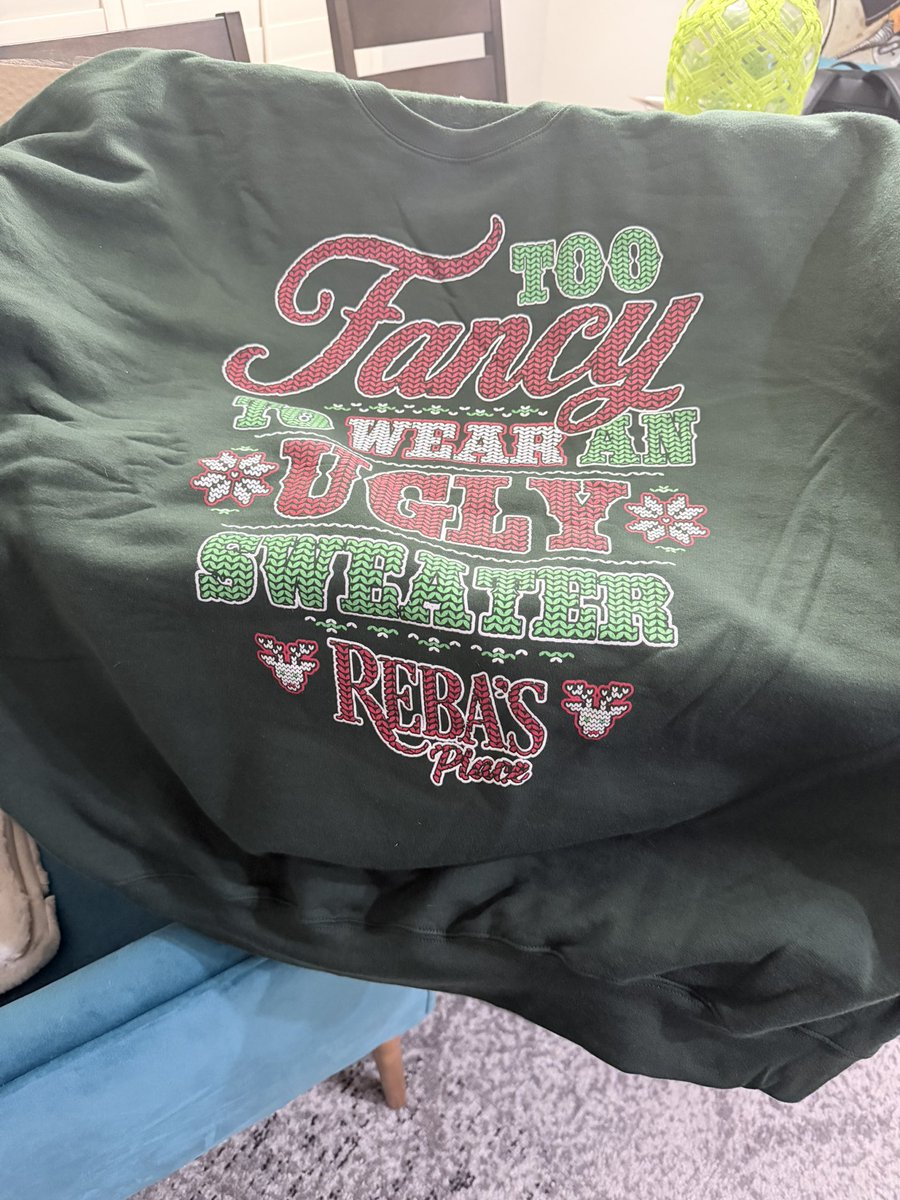 TOO
Fancy
TO WEAR AN
UGLY
SWEATER
REBA'S
Place